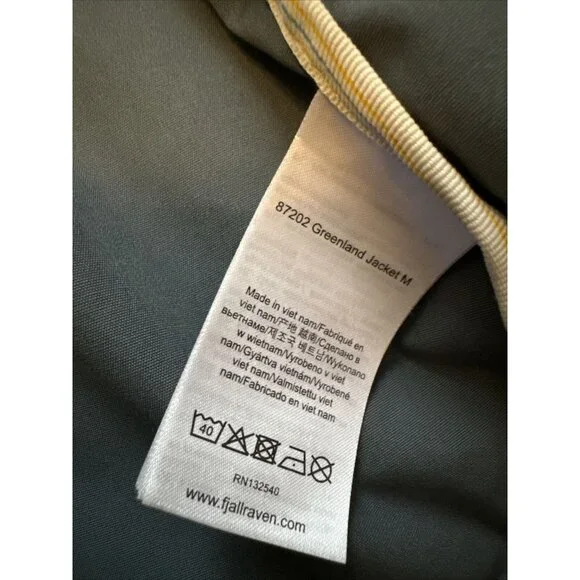 87202 Greenland Jacket M
Made in viet nam/Fabriqué en
viet nam/产地 越南/Сделано в
вьетнаме/제조국 베트남/Wykonano
w wietnam/Vyrobeno v viet
nam/Gyártva vietnám/Vyrobené
nam/Valmistettu viet
nam/Fabricado en viet nam
40
RN132540
www.fjallraven.com